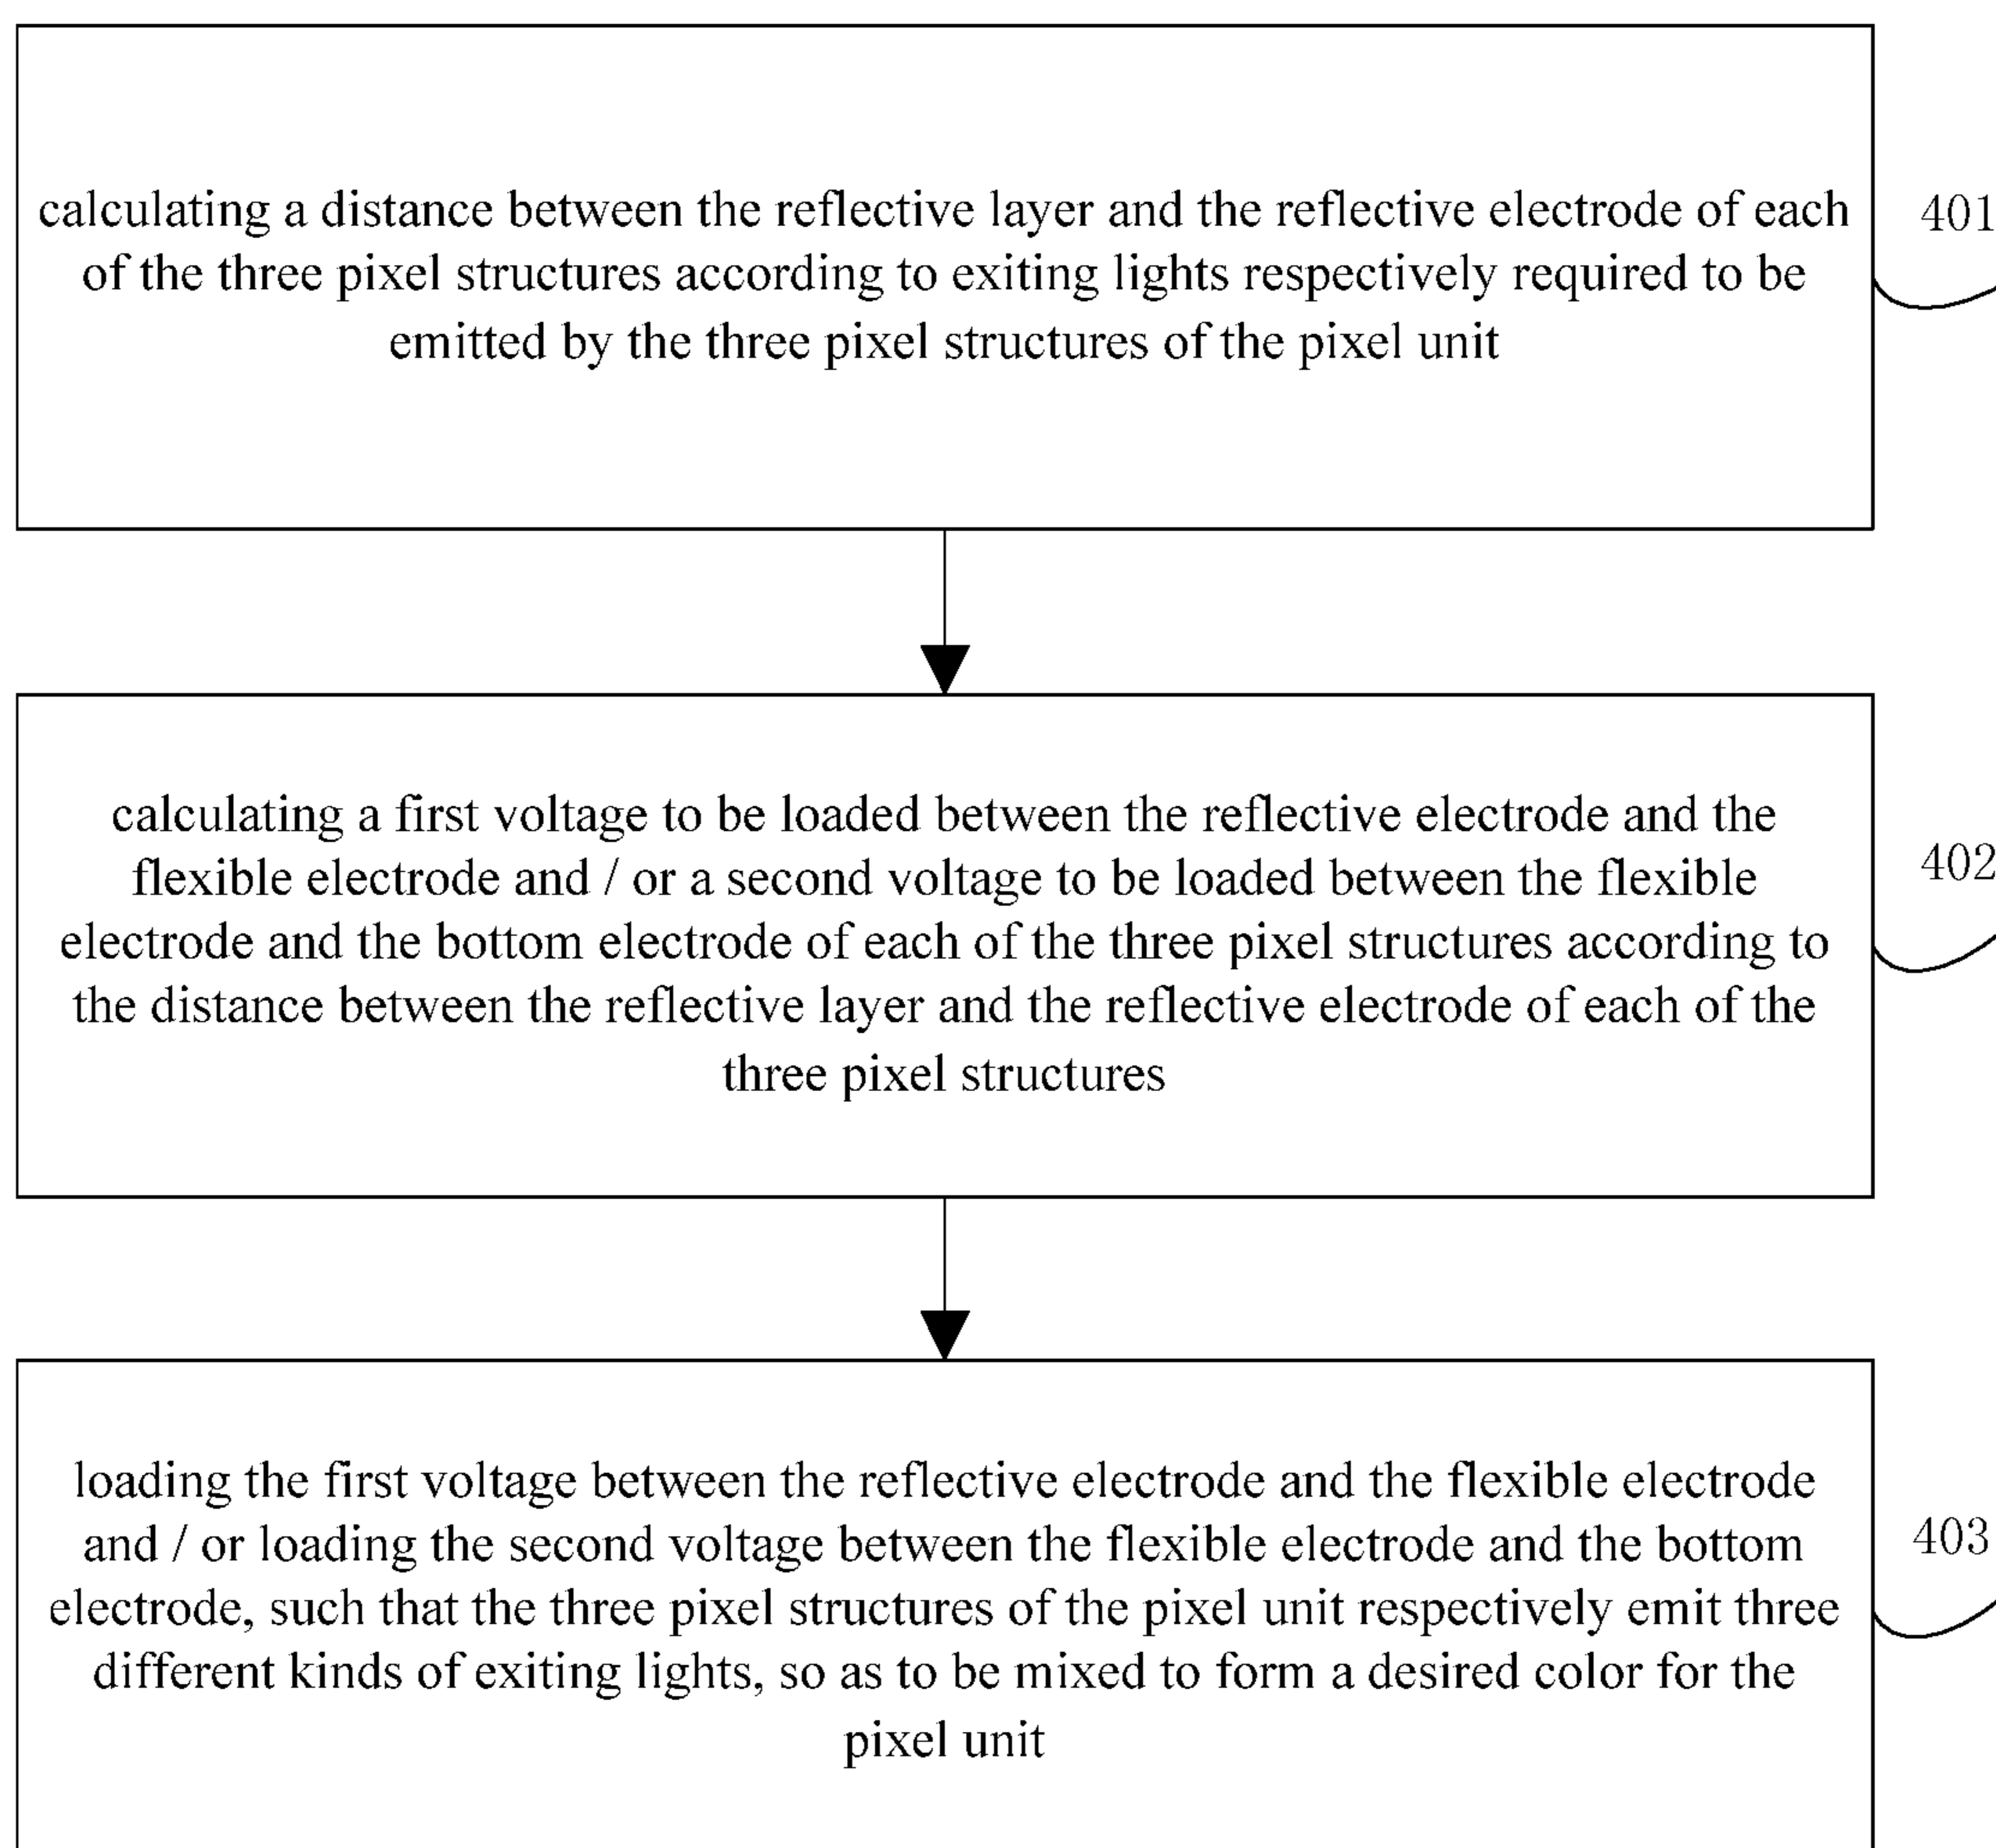 calculating a distance between the reflective layer and the reflective electrode of each
of the three pixel structures according to exiting lights respectively required to be
emitted by the three pixel structures of the pixel unit
401
calculating a first voltage to be loaded between the reflective electrode and the
flexible electrode and / or a second voltage to be loaded between the flexible
electrode and the bottom electrode of each of the three pixel structures according to
the distance between the reflective layer and the reflective electrode of each of the
three pixel structures
402
loading the first voltage between the reflective electrode and the flexible electrode
and / or loading the second voltage between the flexible electrode and the bottom
electrode, such that the three pixel structures of the pixel unit respectively emit three
different kinds of exiting lights, so as to be mixed to form a desired color for the
pixel unit
403